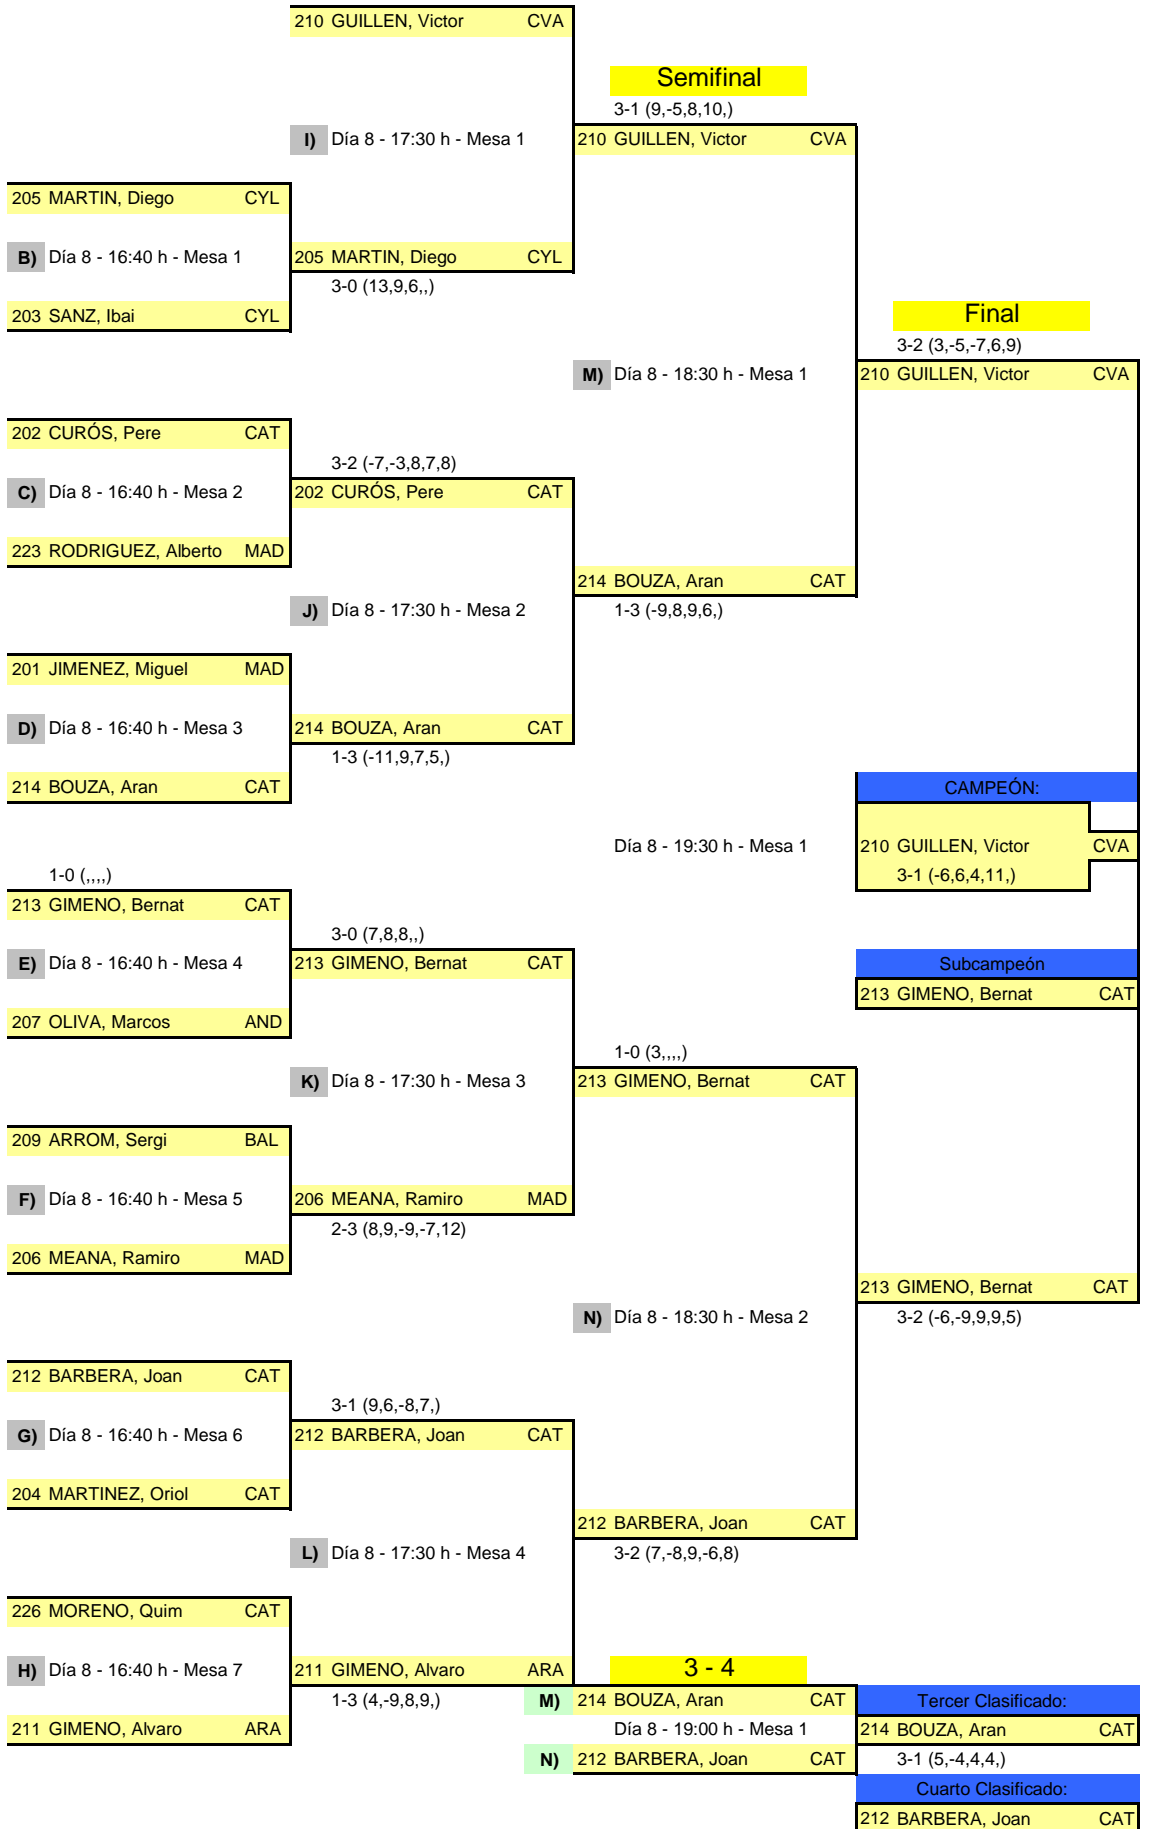 210 GUILLEN, Victor CVA
Semifinal
3-1 (9,-5,8,10,)
I) Día 8 - 17:30 h - Mesa 1
210 GUILLEN, Victor CVA
205 MARTIN, Diego CYL
B) Día 8 - 16:40 h - Mesa 1
205 MARTIN, Diego CYL
3-0 (13,9,6,,)
203 SANZ, Ibai CYL
Final
3-2 (3,-5,-7,6,9)
M) Día 8 - 18:30 h - Mesa 1
210 GUILLEN, Victor CVA
202 CURÓS, Pere CAT
3-2 (-7,-3,8,7,8)
C) Día 8 - 16:40 h - Mesa 2
202 CURÓS, Pere CAT
223 RODRIGUEZ, Alberto MAD
214 BOUZA, Aran CAT
J) Día 8 - 17:30 h - Mesa 2
1-3 (-9,8,9,6,)
201 JIMENEZ, Miguel MAD
D) Día 8 - 16:40 h - Mesa 3
214 BOUZA, Aran CAT
1-3 (-11,9,7,5,)
214 BOUZA, Aran CAT
CAMPEÓN:
Día 8 - 19:30 h - Mesa 1
210 GUILLEN, Victor CVA
3-1 (-6,6,4,11,)
1-0 (,,,,)
213 GIMENO, Bernat CAT
3-0 (7,8,8,,)
E) Día 8 - 16:40 h - Mesa 4
213 GIMENO, Bernat CAT
Subcampeón
213 GIMENO, Bernat CAT
207 OLIVA, Marcos AND
1-0 (3,,,,)
K) Día 8 - 17:30 h - Mesa 3
213 GIMENO, Bernat CAT
209 ARROM, Sergi BAL
F) Día 8 - 16:40 h - Mesa 5
206 MEANA, Ramiro MAD
2-3 (8,9,-9,-7,12)
206 MEANA, Ramiro MAD
213 GIMENO, Bernat CAT
N) Día 8 - 18:30 h - Mesa 2
3-2 (-6,-9,9,9,5)
212 BARBERA, Joan CAT
3-1 (9,6,-8,7,)
G) Día 8 - 16:40 h - Mesa 6
212 BARBERA, Joan CAT
204 MARTINEZ, Oriol CAT
212 BARBERA, Joan CAT
L) Día 8 - 17:30 h - Mesa 4
3-2 (7,-8,9,-6,8)
226 MORENO, Quim CAT
H) Día 8 - 16:40 h - Mesa 7
211 GIMENO, Alvaro ARA
3 - 4
1-3 (4,-9,8,9,)
M) 214 BOUZA, Aran CAT
Tercer Clasificado:
211 GIMENO, Alvaro ARA
Día 8 - 19:00 h - Mesa 1
214 BOUZA, Aran CAT
N) 212 BARBERA, Joan CAT
3-1 (5,-4,4,4,)
Cuarto Clasificado:
212 BARBERA, Joan CAT